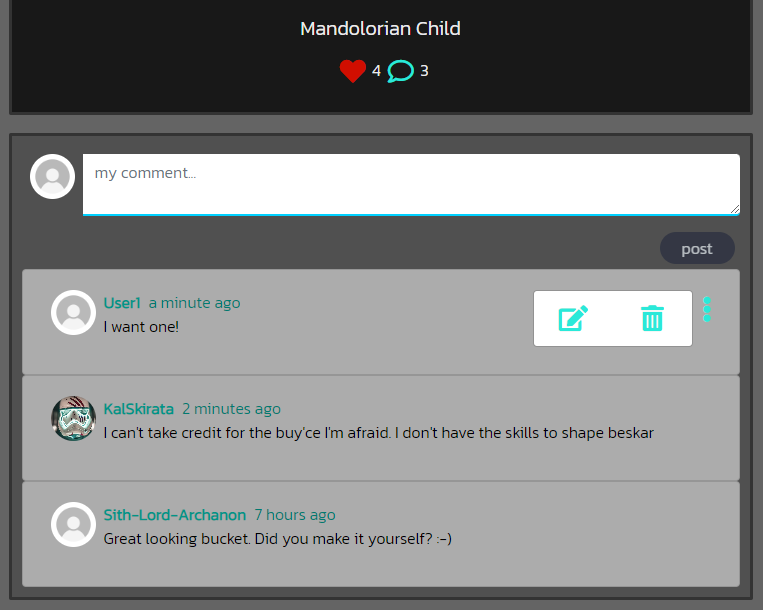 Mandolorian Child
4 3
my comment...
post
User1 a minute ago
I want one!
KalSkirata 2 minutes ago
I can't take credit for the buy'ce I'm afraid. I don't have the skills to shape beskar
Sith-Lord-Archanon 7 hours ago
Great looking bucket. Did you make it yourself? :-)